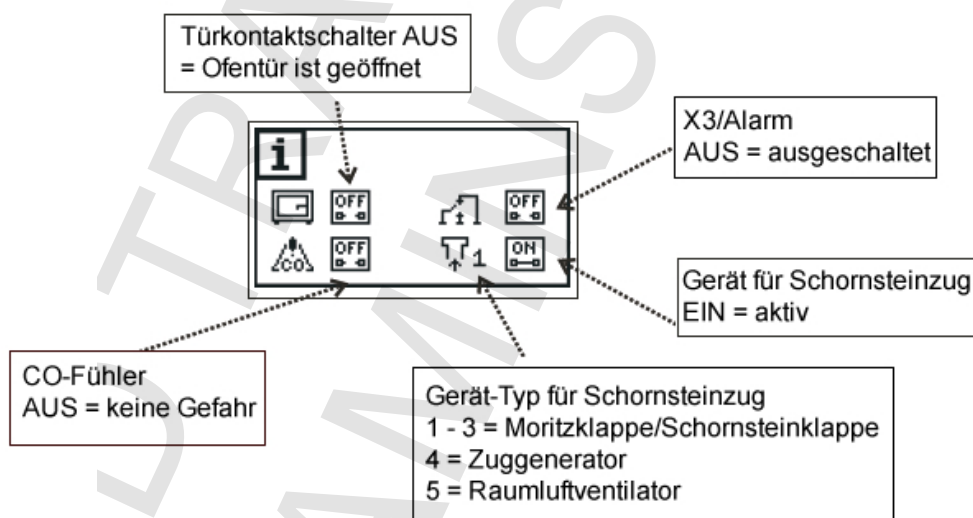 Türkontaktschalter AUS
= Ofentür ist geöffnet
X3/Alarm
AUS = ausgeschaltet
i
OFF
OFF
CO
OFF
1
ON
Gerät für Schornsteinzug
EIN = aktiv
CO-Fühler
AUS = keine Gefahr
Gerät-Typ für Schornsteinzug
1 - 3 = Moritzklappe/Schornsteinklappe
4 = Zuggenerator
5 = Raumluftventilator